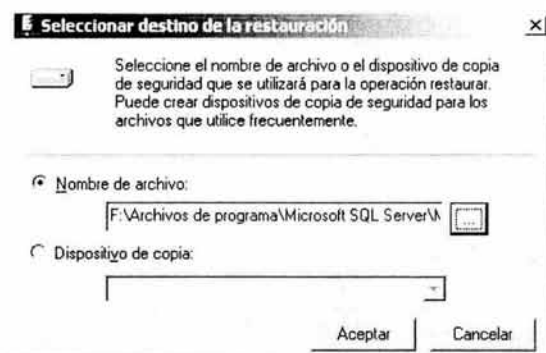 Seleccionar destino de la restauración
Seleccione el nombre de archivo o el dispositivo de copia
de seguridad que se utilizará para la operación restaurar.
Puede crear dispositivos de copia de seguridad para los
archivos que utilice frecuentemente.
Nombre de archivo:
F:\Archivos de programa\Microsoft SQL Server\M
...
Dispositivo de copia:
Aceptar Cancelar